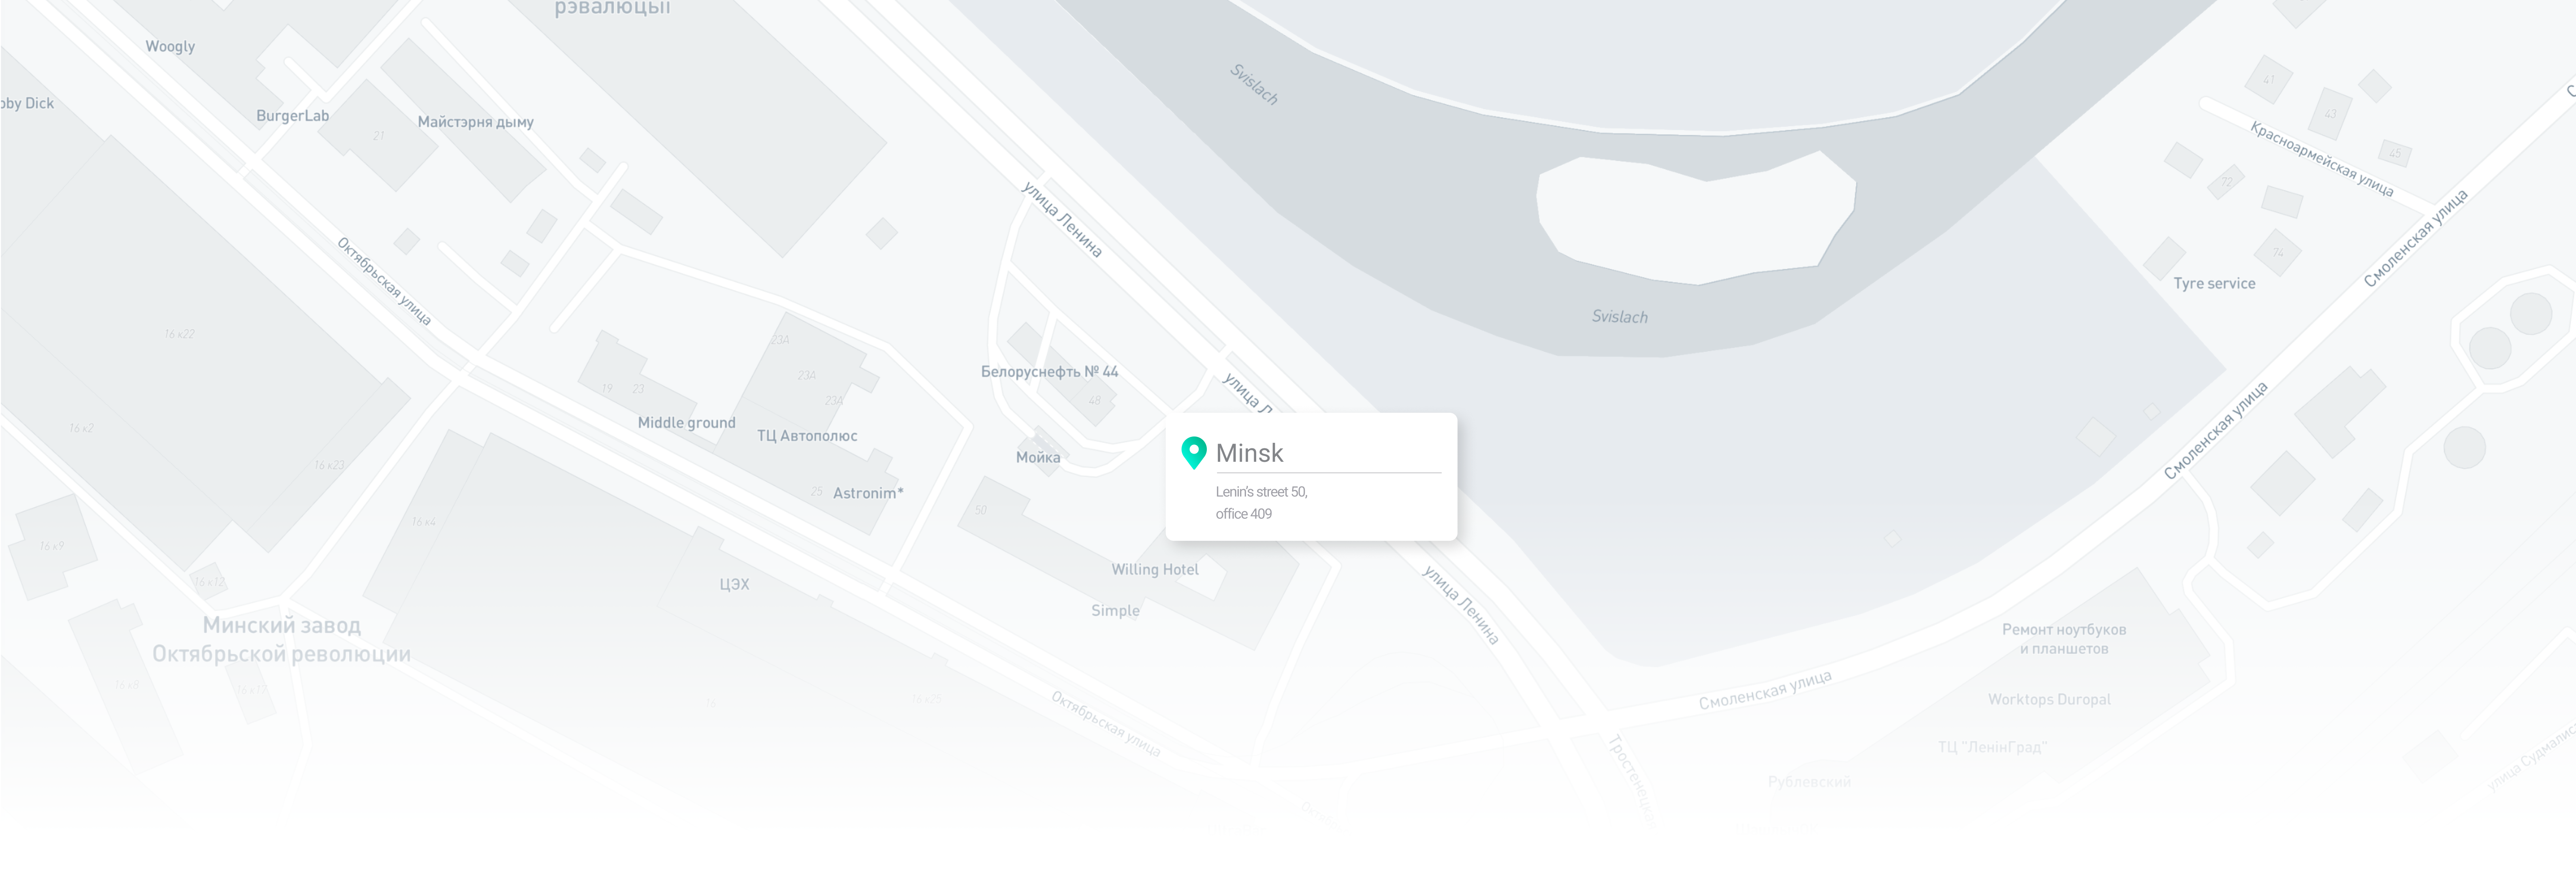 рэвалюцыі
Woogly
Svislach
41
43
45
BurgerLab
Майстэрня дыму
21
Красноармейская улица
72
74
улица Ленина
Смоленская улица
Октябрьская улица
Tyre service
Svislach
16 к22
23А
23А
23А
19
23
Белоруснефть № 44
48
улица Л
Middle ground
ТЦ Автополюс
16 к2
16 к23
Мойка
Minsk
Lenin's street 50,
office 409
Смоленская улица
25
Astronim*
50
16 к4
16 к9
16 к12
ЦЭХ
Willing Hotel
Simple
улица Ленина
Минский завод
Октябрьской революции
Ремонт ноутбуков
и планшетов
Октябрьская улица
Смоленская улица
16 к25
Worktops Duropal
ТЦ "ЛенінГрад"
Рублевский